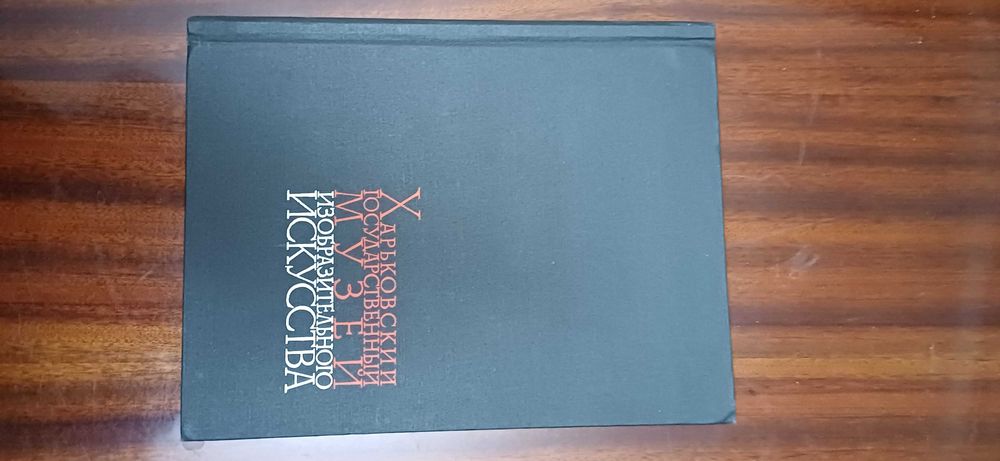 ХАРЬКОВСКИЙ
ГОСУДАРСТВЕННЫЙ
МУЗЕЙ
ИЗОБРАЗИТЕЛЬНОГО
ИСКУССТВА